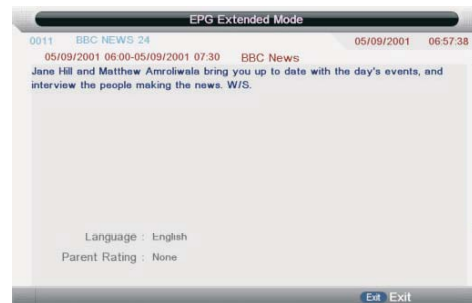 EPG Extended Mode
0011 BBC NEWS 24 05/09/2001 06:57:38
05/09/2001 06:00-05/09/2001 07:30 BBC News
Jane Hill and Matthew Amroliwala bring you up to date with the day's events, and
interview the people making the news. W/S.
Language : English
Parent Rating : None
Exit Exit